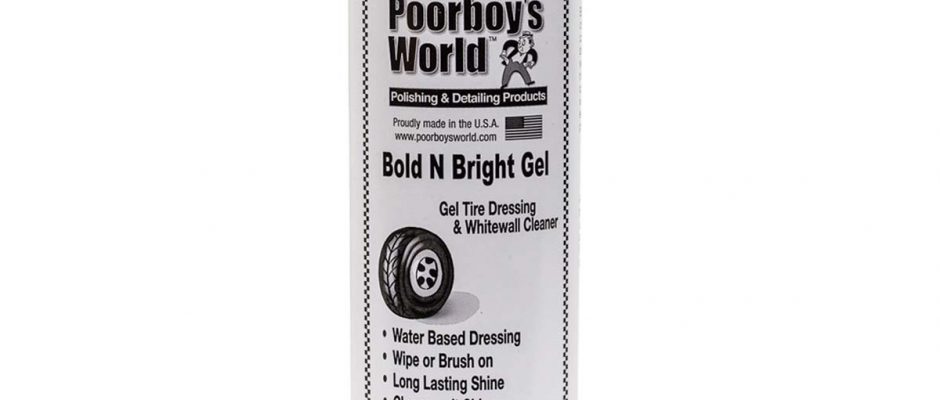 Poorboy's
World™
Polishing & Detailing Products
Proudly made in the U.S.A.
www.poorboysworld.com
Bold N Bright Gel
Gel Tire Dressing
& Whitewall Cleaner
• Water Based Dressing
• Wipe or Brush on
• Long Lasting Shine